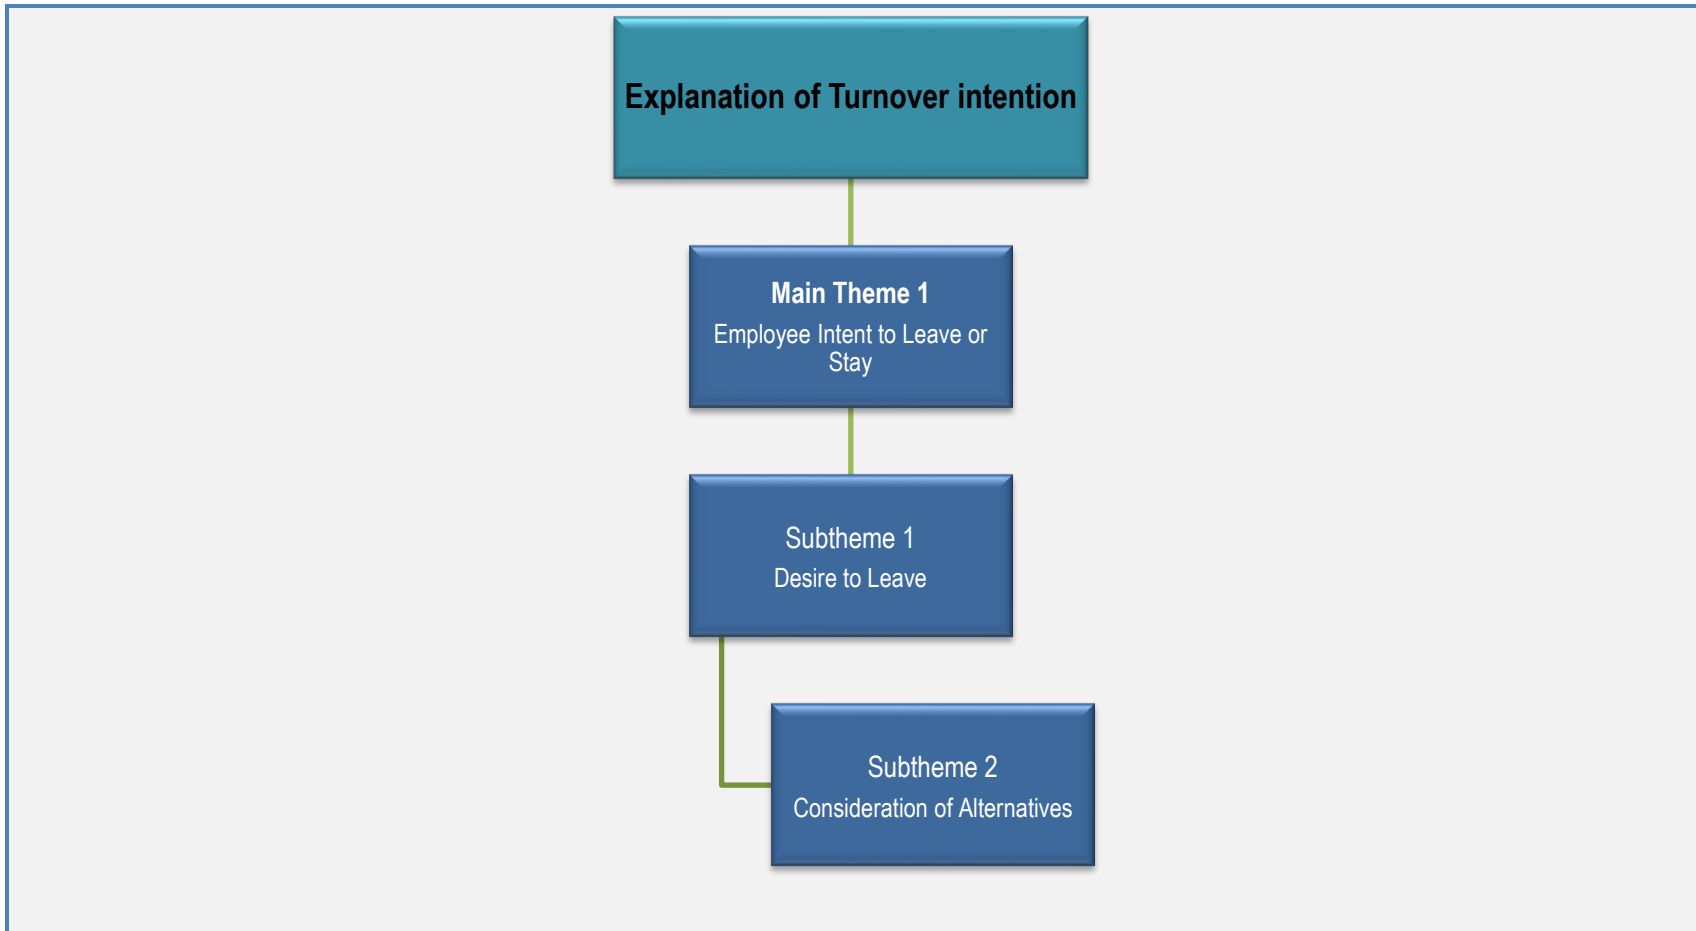 Explanation of Turnover intention
Main Theme 1
Employee Intent to Leave or
Stay
Subtheme 1
Desire to Leave
Subtheme 2
Consideration of Alternatives